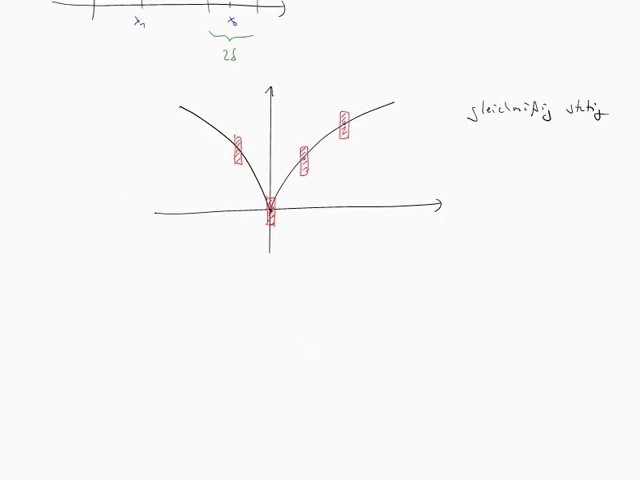 x₁ x₀
2δ
gleichmäßig stetig